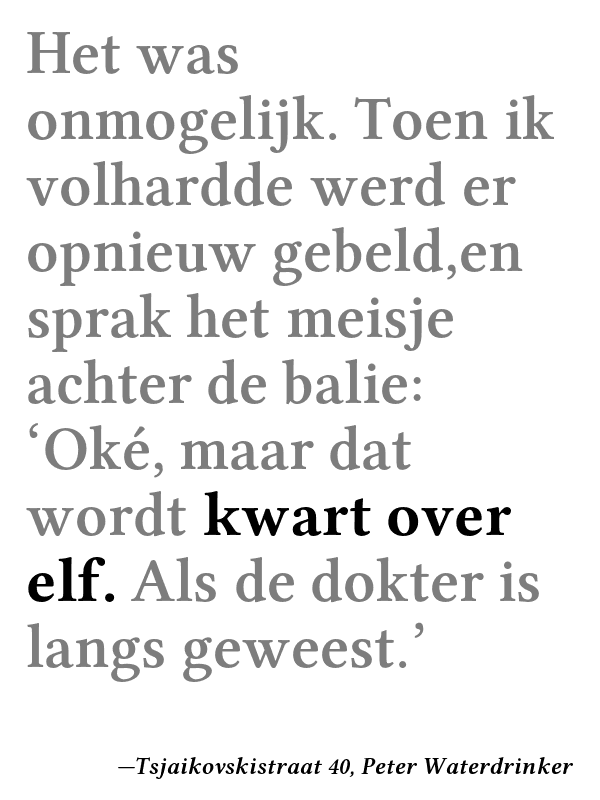 Het was
onmogelijk. Toen ik
volhardde werd er
opnieuw gebeld,en
sprak het meisje
achter de balie:
‘Oké, maar dat
wordt kwart over
elf. Als de dokter is
langs geweest.’
—Tsjaikovskistraat 40, Peter Waterdrinker